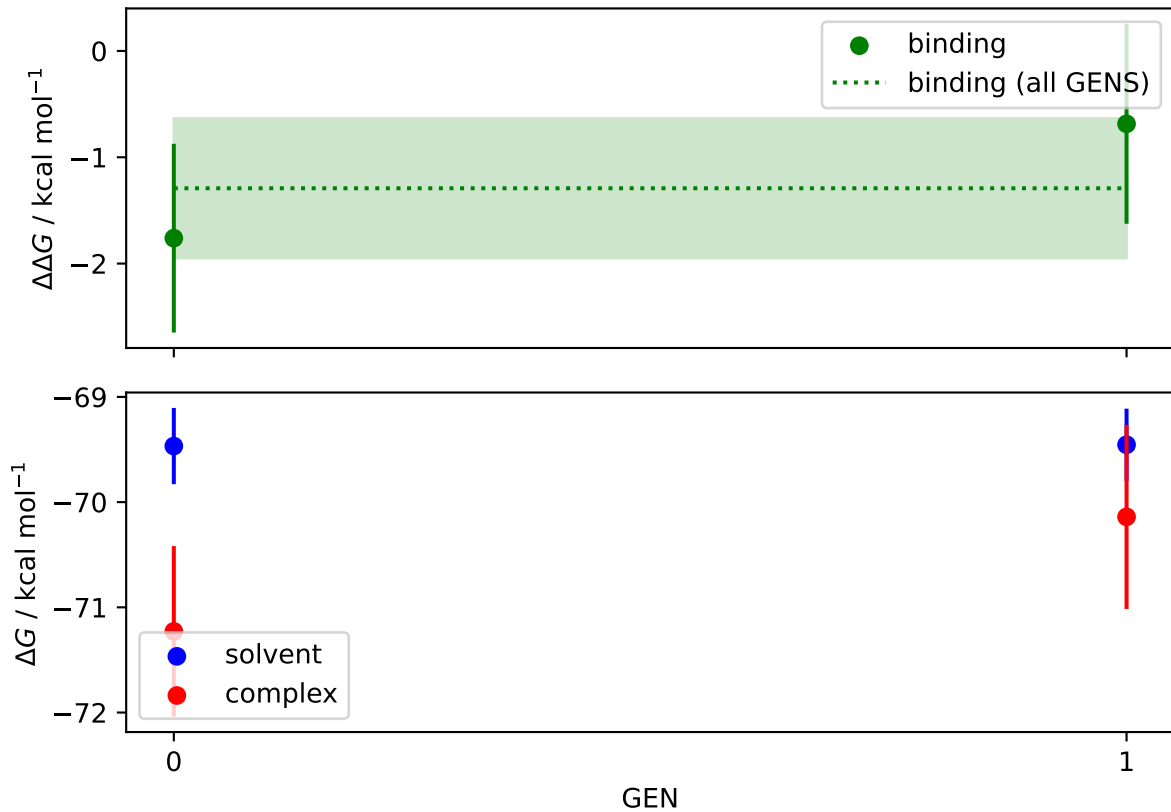 0
−1
−2
ΔΔG / kcal mol⁻¹
binding
binding (all GENS)
−69
−70
−71
−72
ΔG / kcal mol⁻¹
solvent
complex
0
1
GEN